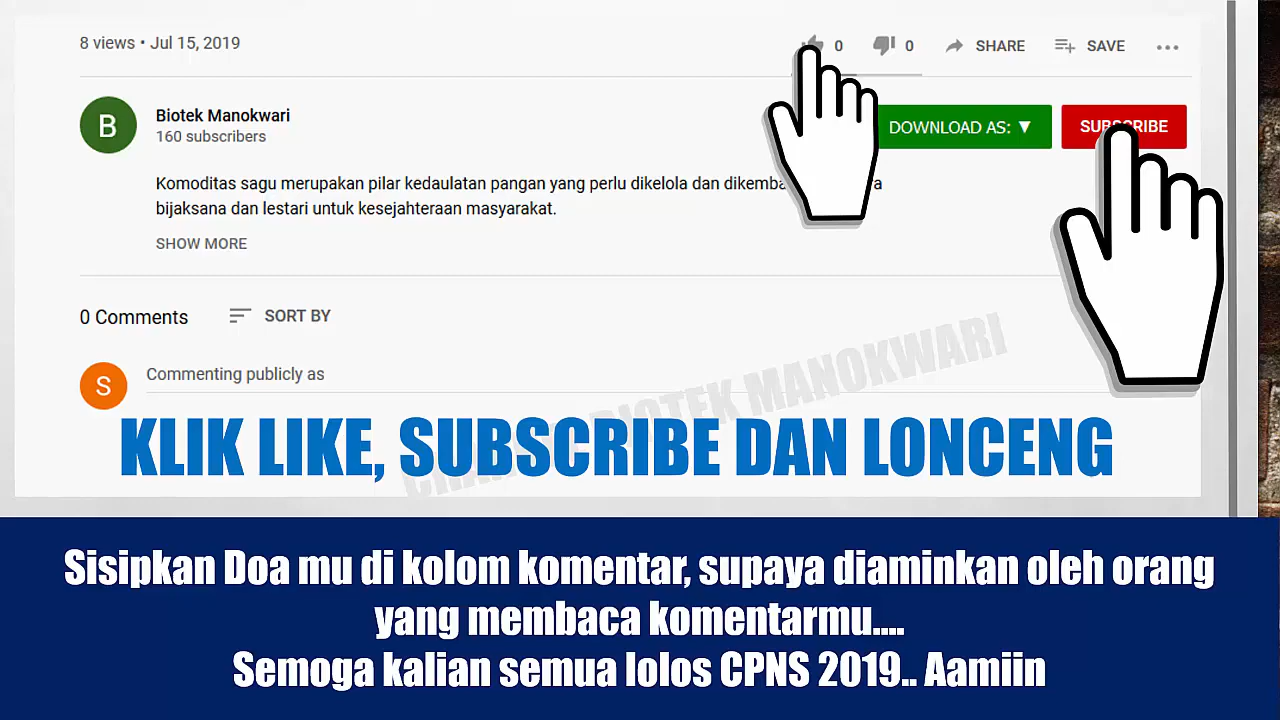 8 views • Jul 15, 2019
0 0 SHARE SAVE
Biotek Manokwari
160 subscribers
DOWNLOAD AS: ▼
SUBSCRIBE
Komoditas sagu merupakan pilar kedaulatan pangan yang perlu dikelola dan
bijaksana dan lestari untuk kesejahteraan masyarakat.
SHOW MORE
0 Comments SORT BY
S Commenting publicly as
BIOTEK MANOKWARI
KLIK LIKE, SUBSCRIBE DAN LONCENG
Sisipkan Doa mu di kolom komentar, supaya diaminkan oleh orang
yang membaca komentarmu....
Semoga kalian semua lolos CPNS 2019.. Aamiin